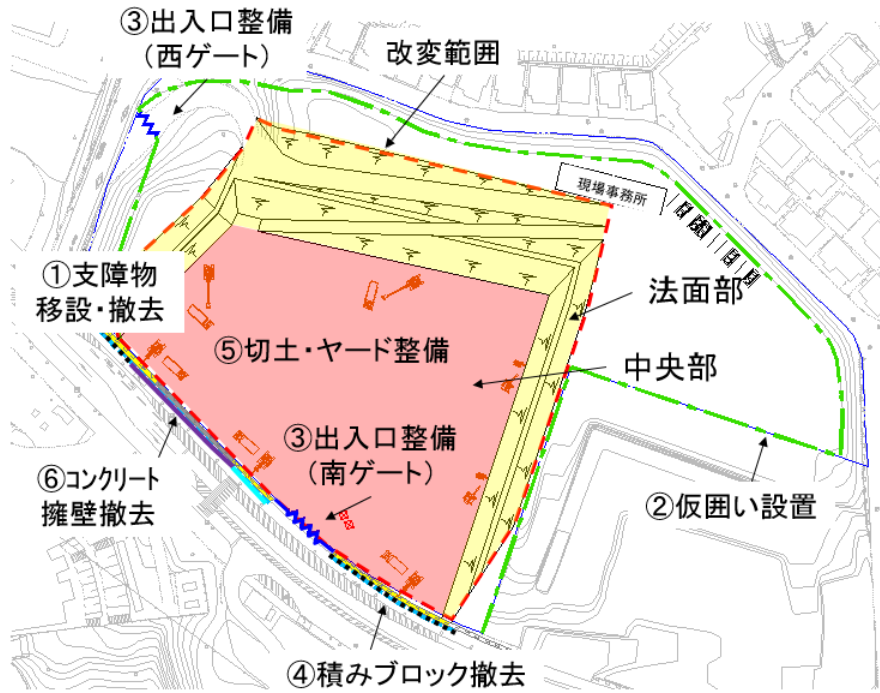 ③出入口整備
(西ゲート)
改変範囲
現場事務所
①支障物
移設・撤去
法面部
⑤切土・ヤード整備
中央部
③出入口整備
(南ゲート)
⑥コンクリート
擁壁撤去
②仮囲い設置
④積みブロック撤去